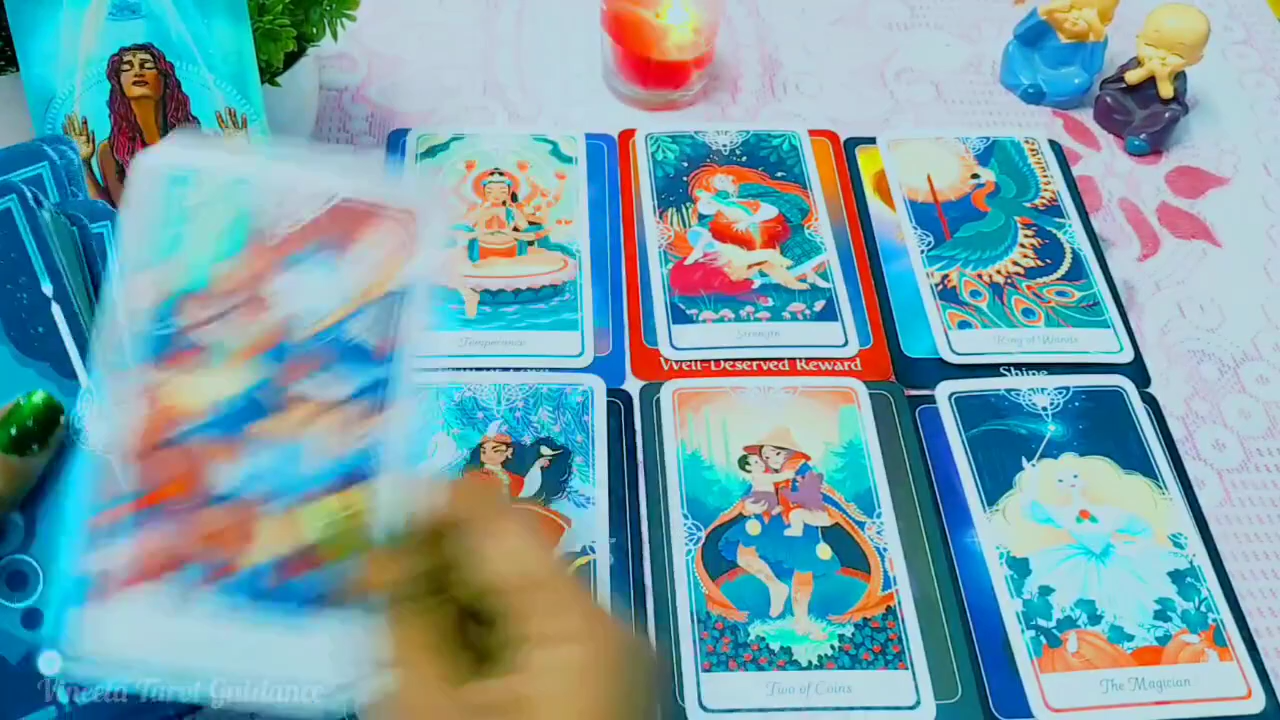 Temperance
Strength
King of Wands
Well-Deserved Reward
Shine
Two of Coins
The Magician
Vineeta Tarot Guidance